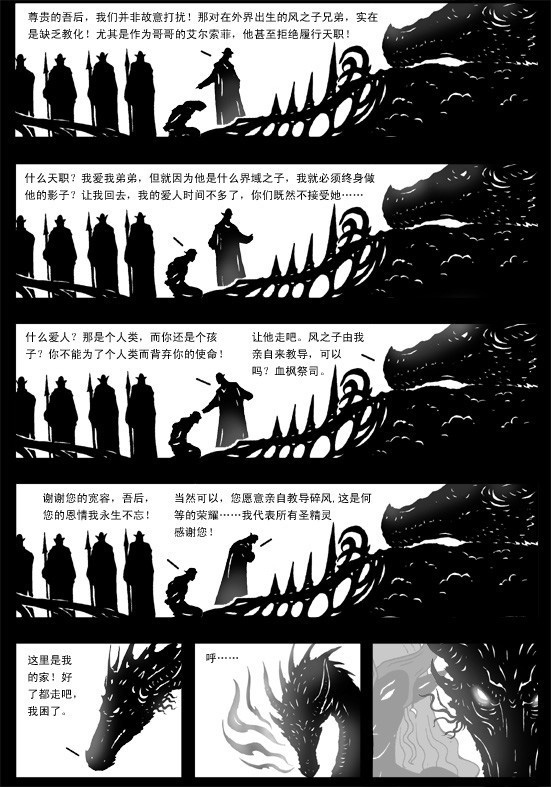 尊贵的吾后，我们并非故意打扰！那对在外界出生的风之子兄弟，实在
是缺乏教化！尤其是作为哥哥的艾尔索菲，他甚至拒绝履行天职！
什么天职？我爱我弟弟，但就因为他是什么界域之子，我就必须终身做
他的影子？让我回去，我的爱人时间不多了，你们既然不接受她……
什么爱人？那是个人类，而你还是个孩
子？你不能为了个人类而背弃你的使命！
让他走吧。风之子由我
亲自来教导，可以
吗？血枫祭司。
谢谢您的宽容，吾后，
您的恩情我永生不忘！
当然可以，您愿意亲自教导碎风，这是何
等的荣耀……我代表所有圣精灵
感谢您！
这里是我
的家！好
了都走吧，
我困了。
呼……